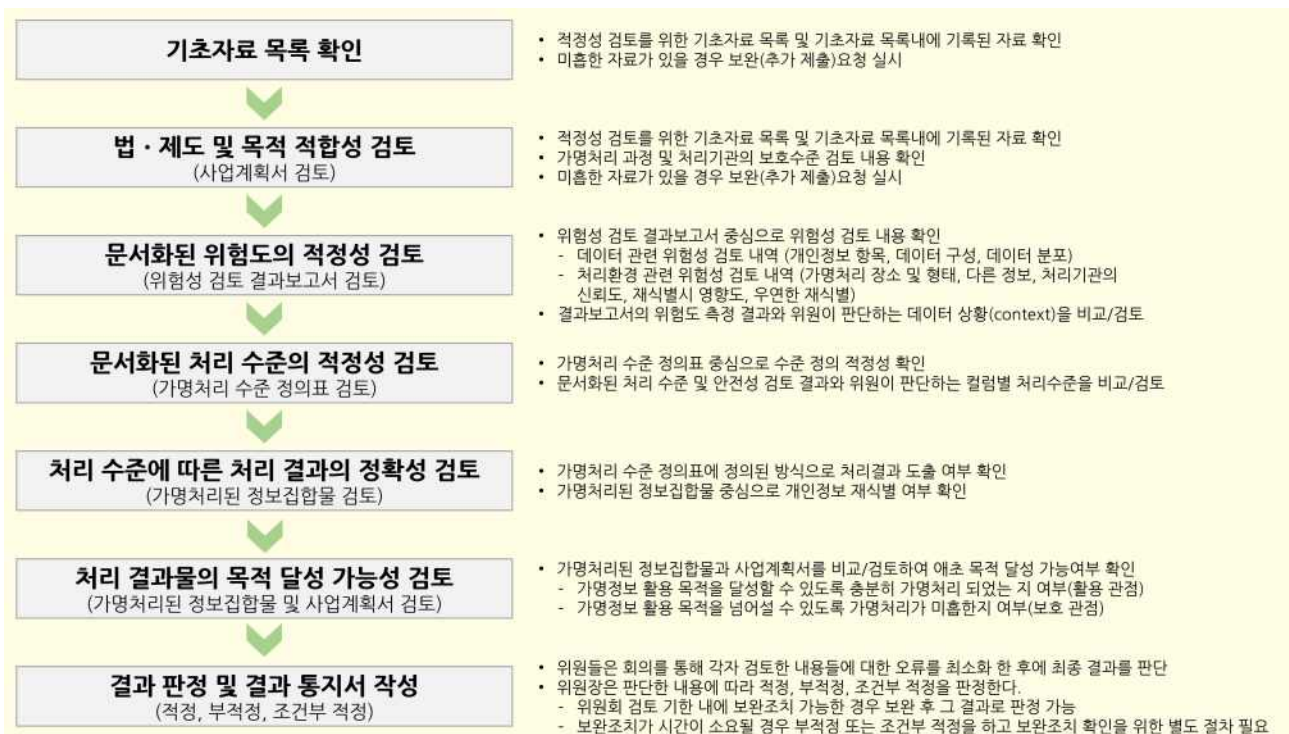 기초자료 목록 확인
• 적정성 검토를 위한 기초자료 목록 및 기초자료 목록내에 기록된 자료 확인
• 미흡한 자료가 있을 경우 보완(추가 제출)요청 실시
법 · 제도 및 목적 적합성 검토
(사업계획서 검토)
• 적정성 검토를 위한 기초자료 목록 및 기초자료 목록내에 기록된 자료 확인
• 가명처리 과정 및 처리기관의 보호수준 검토 내용 확인
• 미흡한 자료가 있을 경우 보완(추가 제출)요청 실시
문서화된 위험도의 적정성 검토
(위험성 검토 결과보고서 검토)
• 위험성 검토 결과보고서 중심으로 위험성 검토 내용 확인
- 데이터 관련 위험성 검토 내역 (개인정보 항목, 데이터 구성, 데이터 분포)
- 처리환경 관련 위험성 검토 내역 (가명처리 장소 및 형태, 다른 정보, 처리기관의
신뢰도, 재식별시 영향도, 우연한 재식별)
• 결과보고서의 위험도 측정 결과와 위원이 판단하는 데이터 상황(context)을 비교/검토
문서화된 처리 수준의 적정성 검토
(가명처리 수준 정의표 검토)
• 가명처리 수준 정의표 중심으로 수준 정의 적정성 확인
• 문서화된 처리 수준 및 안전성 검토 결과와 위원이 판단하는 컬럼별 처리수준을 비교/검토
처리 수준에 따른 처리 결과의 정확성 검토
(가명처리된 정보집합물 검토)
• 가명처리 수준 정의표에 정의된 방식으로 처리결과 도출 여부 확인
• 가명처리된 정보집합물 중심으로 개인정보 재식별 여부 확인
처리 결과물의 목적 달성 가능성 검토
(가명처리된 정보집합물 및 사업계획서 검토)
• 가명처리된 정보집합물과 사업계획서를 비교/검토하여 애초 목적 달성 가능여부 확인
- 가명정보 활용 목적을 달성할 수 있도록 충분히 가명처리 되었는 지 여부(활용 관점)
- 가명정보 활용 목적을 넘어설 수 있도록 가명처리가 미흡한지 여부(보호 관점)
결과 판정 및 결과 통지서 작성
(적정, 부적정, 조건부 적정)
• 위원들은 회의를 통해 각자 검토한 내용들에 대한 오류를 최소화 한 후에 최종 결과를 판단
• 위원장은 판단한 내용에 따라 적정, 부적정, 조건부 적정을 판정한다.
- 위원회 검토 기한 내에 보완조치 가능한 경우 보완 후 그 결과로 판정 가능
- 보완조치가 시간이 소요될 경우 부적정 또는 조건부 적정을 하고 보완조치 확인을 위한 별도 절차 필요